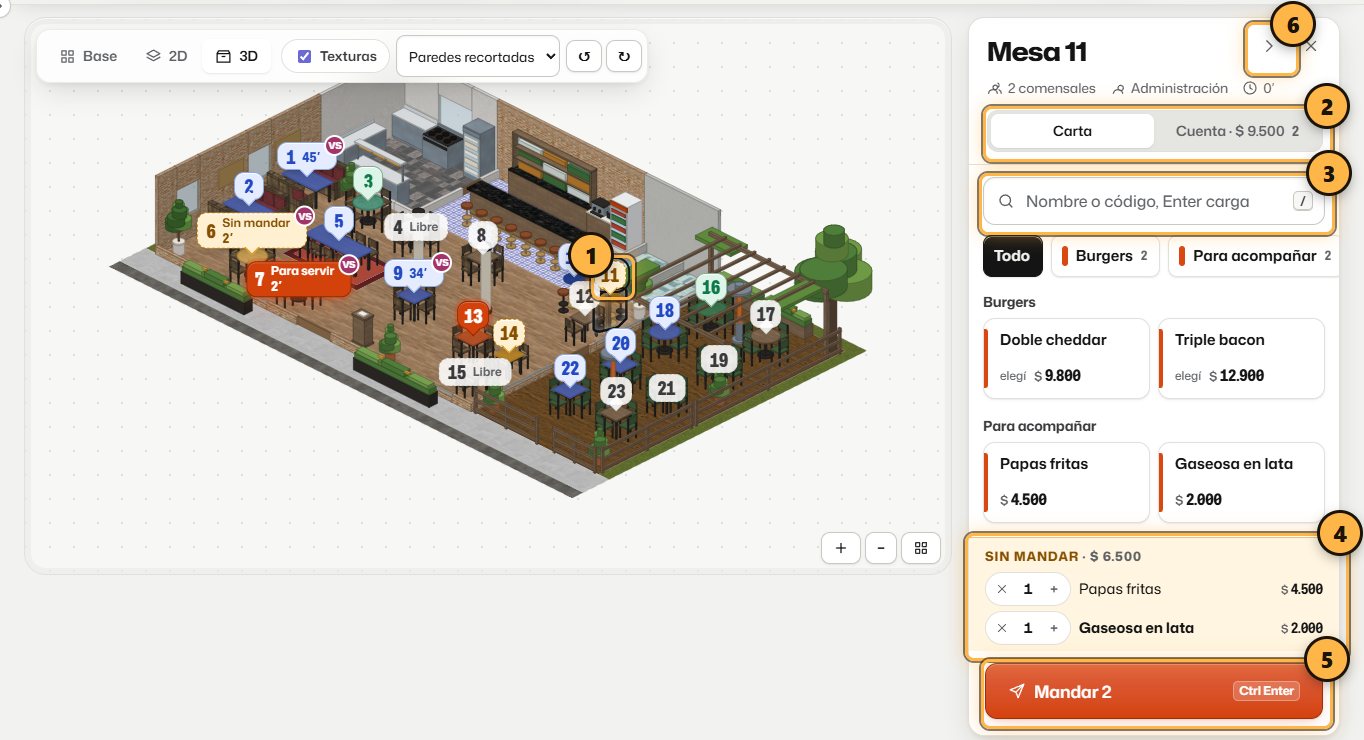 Base
2D
3D
Texturas
Paredes recortadas
1 45′
VS
2
3
6 Sin mandar 2′
VS
5
4 Libre
8
7 Para servir 2′
VS
9 34′
VS
1
11
12
13
14
15 Libre
16
17
18
19
20
21
22
23
+
-
Mesa 11
6
2 comensales
Administración
0′
2
Carta
Cuenta · $ 9.500 2
3
Nombre o código, Enter carga
/
Todo
Burgers 2
Para acompañar 2
Burgers
Doble cheddar
elegí $ 9.800
Triple bacon
elegí $ 12.900
Para acompañar
Papas fritas
$ 4.500
Gaseosa en lata
$ 2.000
4
SIN MANDAR · $ 6.500
× 1 + Papas fritas $ 4.500
× 1 + Gaseosa en lata $ 2.000
5
Mandar 2
Ctrl Enter